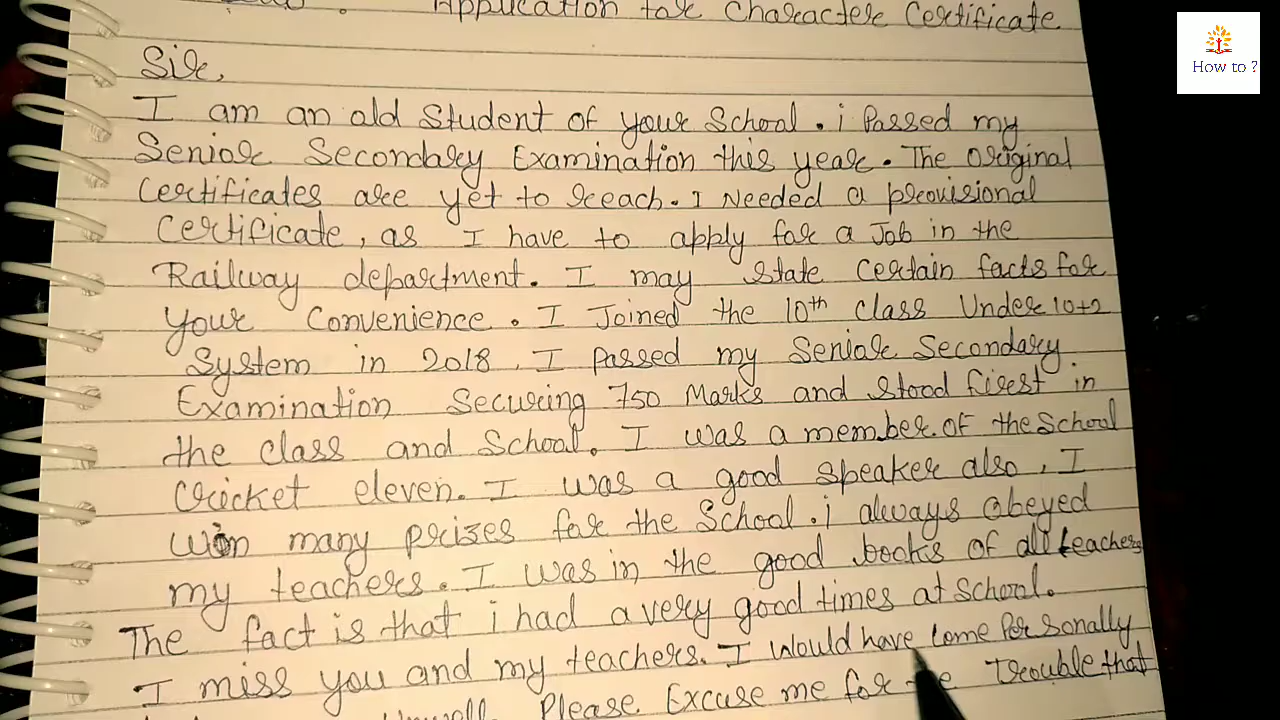 Application for Character Certificate
Sir,
I am an old Student of your School. i Passed my
Senior Secondary Examination this year. The Original
Certificates are yet to reach. I Needed a provisional
Certificate, as I have to apply for a Job in the
Railway department. I may state certain facts for
your Convenience. I Joined the 10th class Under 10+2
System in 2018. I passed my Senior Secondary
Examination Securing 750 Marks and stood first in
the class and School. I was a member of the School
Cricket eleven. I was a good speaker also, I
won many prizes for the School. i always obeyed
my teachers. I was in the good books of all teachers
The fact is that i had a very good times at School.
I miss you and my teachers. I would have come Personally
Please Excuse me for the Trouble that
How to ?